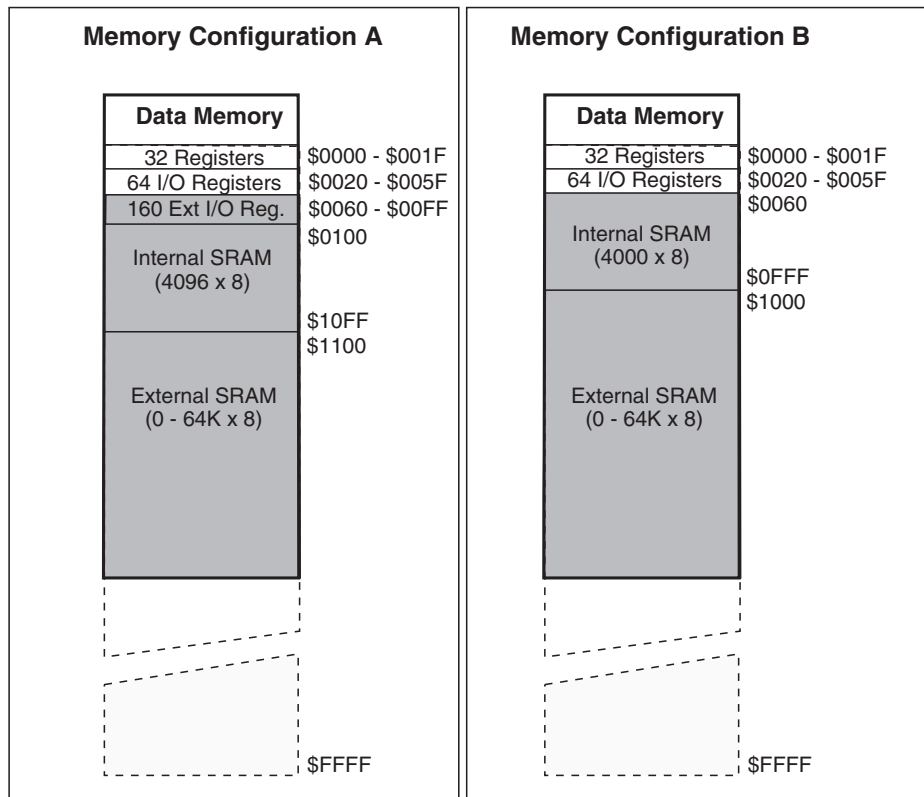 Memory Configuration A
Data Memory
32 Registers
$0000 - $001F
64 I/O Registers
$0020 - $005F
160 Ext I/O Reg.
$0060 - $00FF
$0100
Internal SRAM
(4096 x 8)
$10FF
$1100
External SRAM
(0 - 64K x 8)
$FFFF
Memory Configuration B
Data Memory
32 Registers
$0000 - $001F
64 I/O Registers
$0020 - $005F
$0060
Internal SRAM
(4000 x 8)
$0FFF
$1000
External SRAM
(0 - 64K x 8)
$FFFF